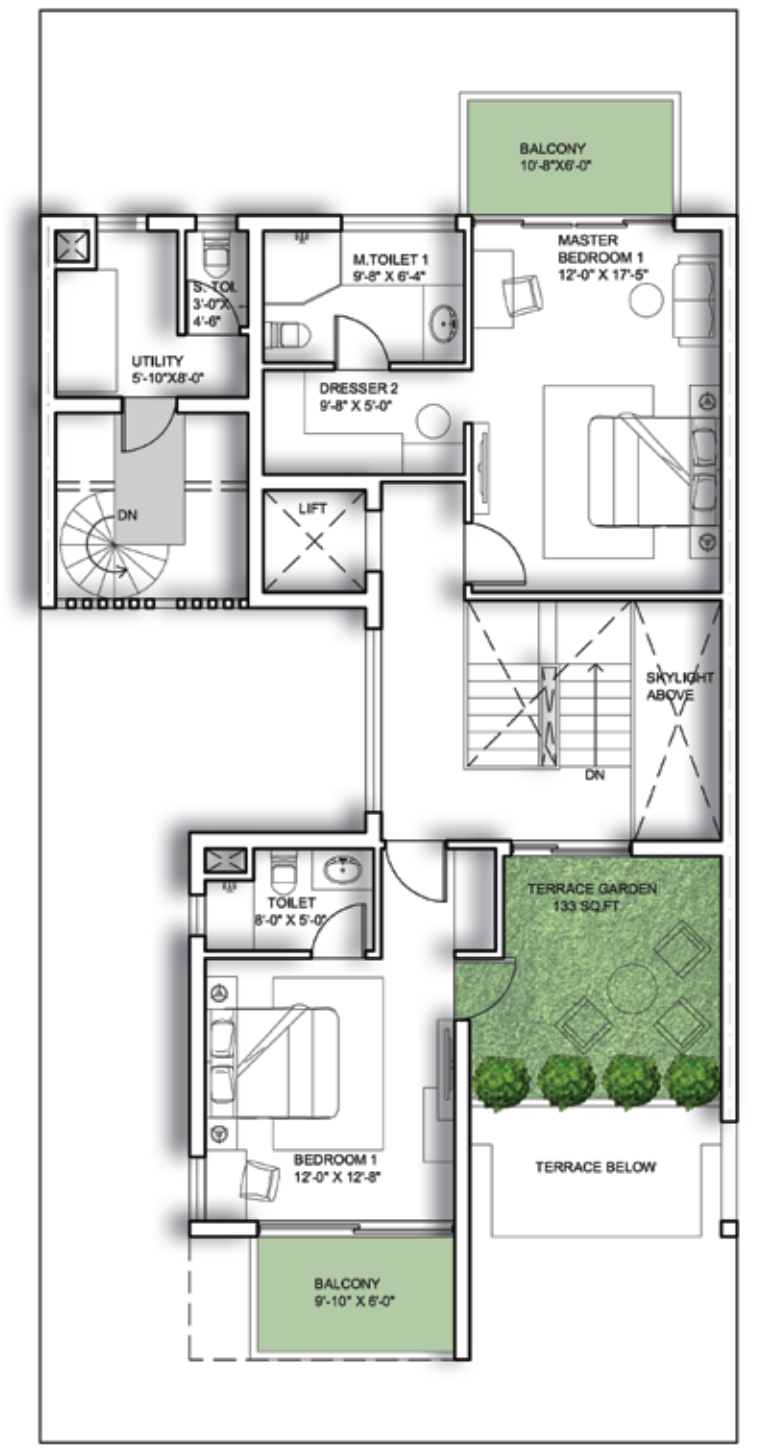 BALCONY
10'-8"X6'-0"
MASTER
BEDROOM 1
12'-0" X 17'-5"
M.TOILET 1
9'-8" X 6'-4"
S. TOI.
3'-0"X
4'-6"
UTILITY
5'-10"X8'-0"
DRESSER 2
9'-8" X 5'-0"
LIFT
DN
SKYLIGHT
ABOVE
DN
TERRACE GARDEN
133 SQ.FT.
TOILET
8'-0" X 5'-0"
BEDROOM 1
12'-0" X 12'-8"
TERRACE BELOW
BALCONY
9'-10" X 6'-0"